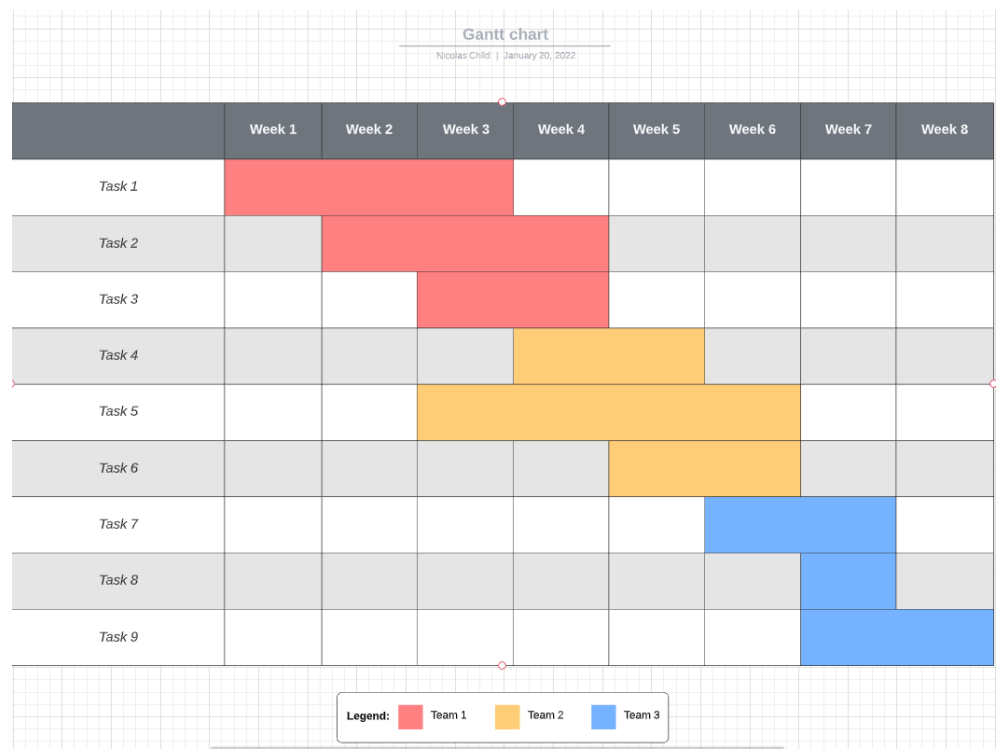 Gantt chart
Nicolas Child | January 20, 2022
Week 1 Week 2 Week 3 Week 4 Week 5 Week 6 Week 7 Week 8
Task 1
Task 2
Task 3
Task 4
Task 5
Task 6
Task 7
Task 8
Task 9
Legend: Team 1 Team 2 Team 3